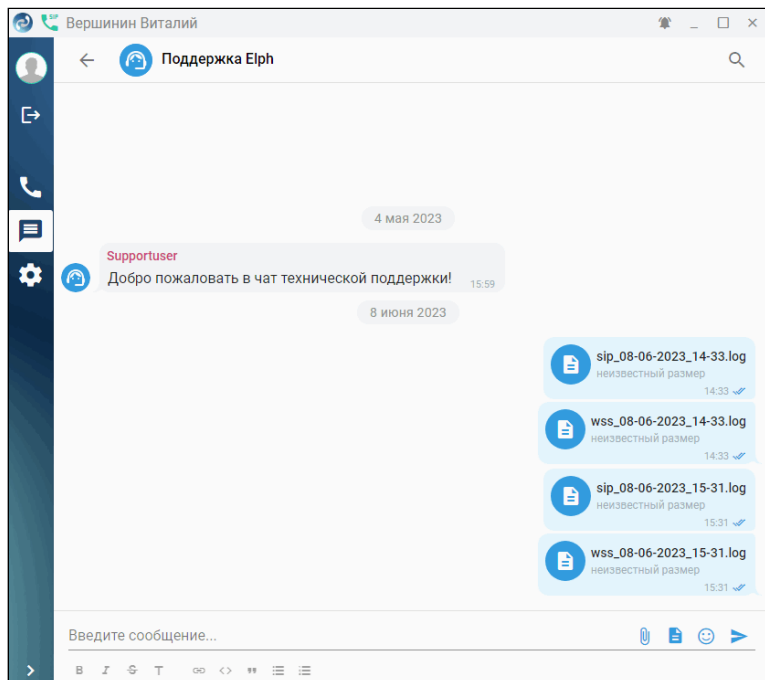 Вершинин Виталий
Поддержка Elph
4 мая 2023
Supportuser
Добро пожаловать в чат технической поддержки!
15:59
8 июня 2023
sip_08-06-2023_14-33.log
неизвестный размер
14:33
wss_08-06-2023_14-33.log
неизвестный размер
14:33
sip_08-06-2023_15-31.log
неизвестный размер
15:31
wss_08-06-2023_15-31.log
неизвестный размер
15:31
Введите сообщение...
B I S T